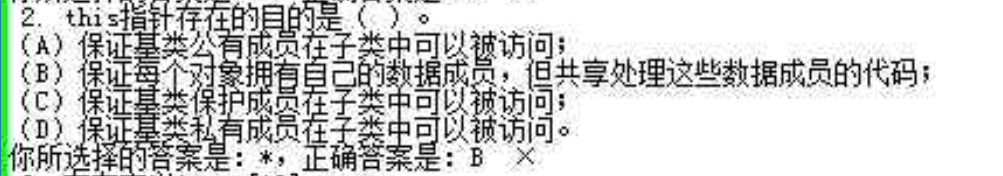 2. this指针存在的目的是（ ）。
(A) 保证基类公有成员在子类中可以被访问；
(B) 保证每个对象拥有自己的数据成员，但共享处理这些数据成员的代码；
(C) 保证基类保护成员在子类中可以被访问；
(D) 保证基类私有成员在子类中可以被访问。
你所选择的答案是：*，正确答案是：B ×